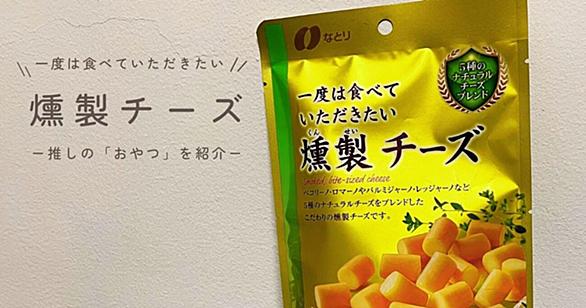 一度は食べていただきたい
燻製チーズ
ー推しの「おやつ」を紹介ー
なとり
5種の
ナチュラル
チーズ
ブレンド
一度は食べて
いただきたい
くん せい
燻製チーズ
Smoked, bite-sized cheese
ペコリーノ・ロマーノやパルミジャーノ・レッジャーノなど
5種のナチュラルチーズをブレンドした
こだわりの燻製チーズです。